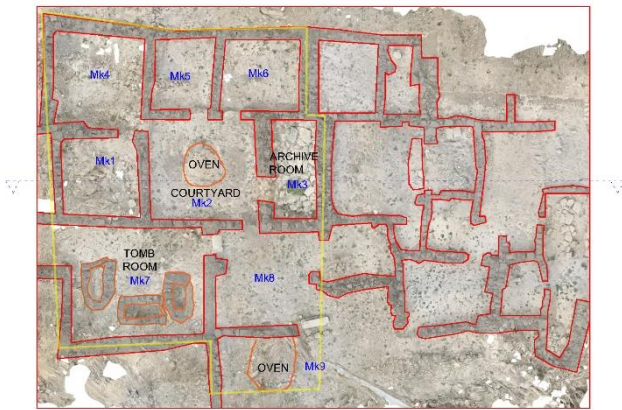 Mk4
Mk5
Mk6
Mk1
OVEN
ARCHIVE
ROOM
Mk3
COURTYARD
Mk2
TOMB
ROOM
Mk7
Mk8
OVEN
Mk9